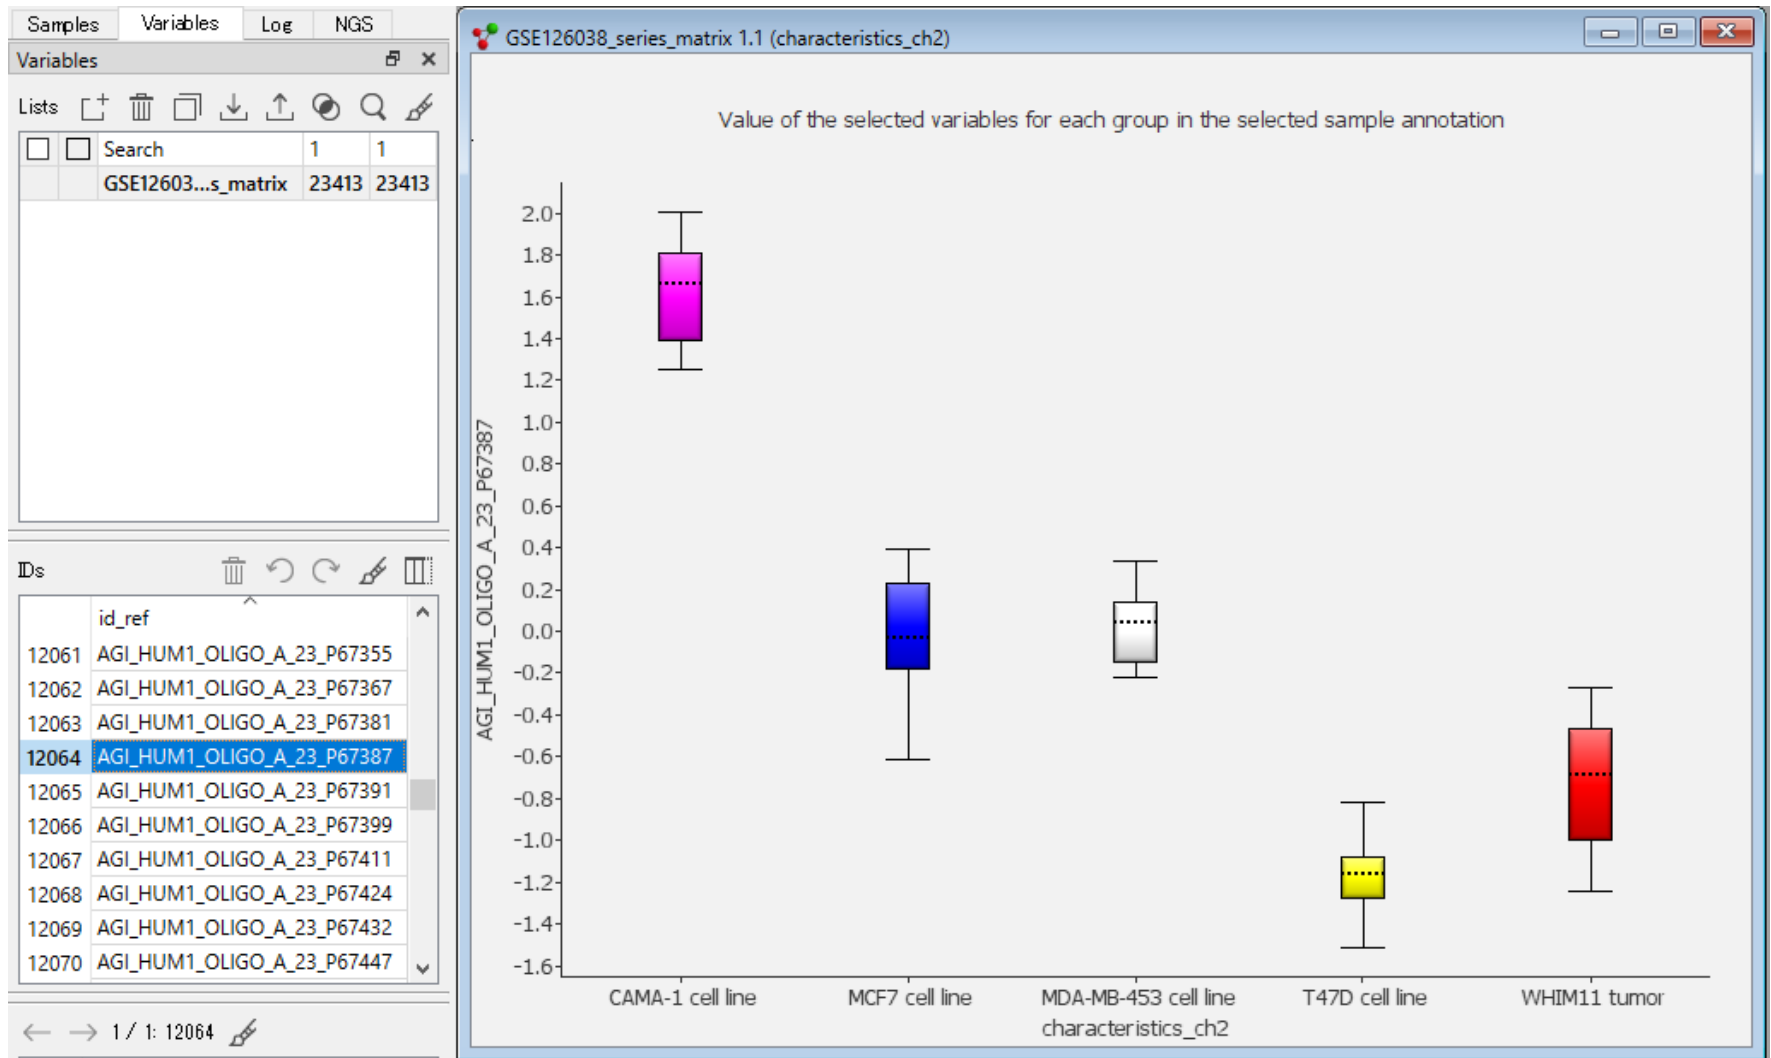 Samples Variables Log NGS
Variables
Lists
Search 1 1
GSE12603...s_matrix 23413 23413
IDs
id_ref
12061 AGI_HUM1_OLIGO_A_23_P67355
12062 AGI_HUM1_OLIGO_A_23_P67367
12063 AGI_HUM1_OLIGO_A_23_P67381
12064 AGI_HUM1_OLIGO_A_23_P67387
12065 AGI_HUM1_OLIGO_A_23_P67391
12066 AGI_HUM1_OLIGO_A_23_P67399
12067 AGI_HUM1_OLIGO_A_23_P67411
12068 AGI_HUM1_OLIGO_A_23_P67424
12069 AGI_HUM1_OLIGO_A_23_P67432
12070 AGI_HUM1_OLIGO_A_23_P67447
1 / 1: 12064
GSE126038_series_matrix 1.1 (characteristics_ch2)
Value of the selected variables for each group in the selected sample annotation
AGI_HUM1_OLIGO_A_23_P67387
2.0
1.8
1.6
1.4
1.2
1.0
0.8
0.6
0.4
0.2
0.0
-0.2
-0.4
-0.6
-0.8
-1.0
-1.2
-1.4
-1.6
CAMA-1 cell line MCF7 cell line MDA-MB-453 cell line T47D cell line WHIM11 tumor
characteristics_ch2